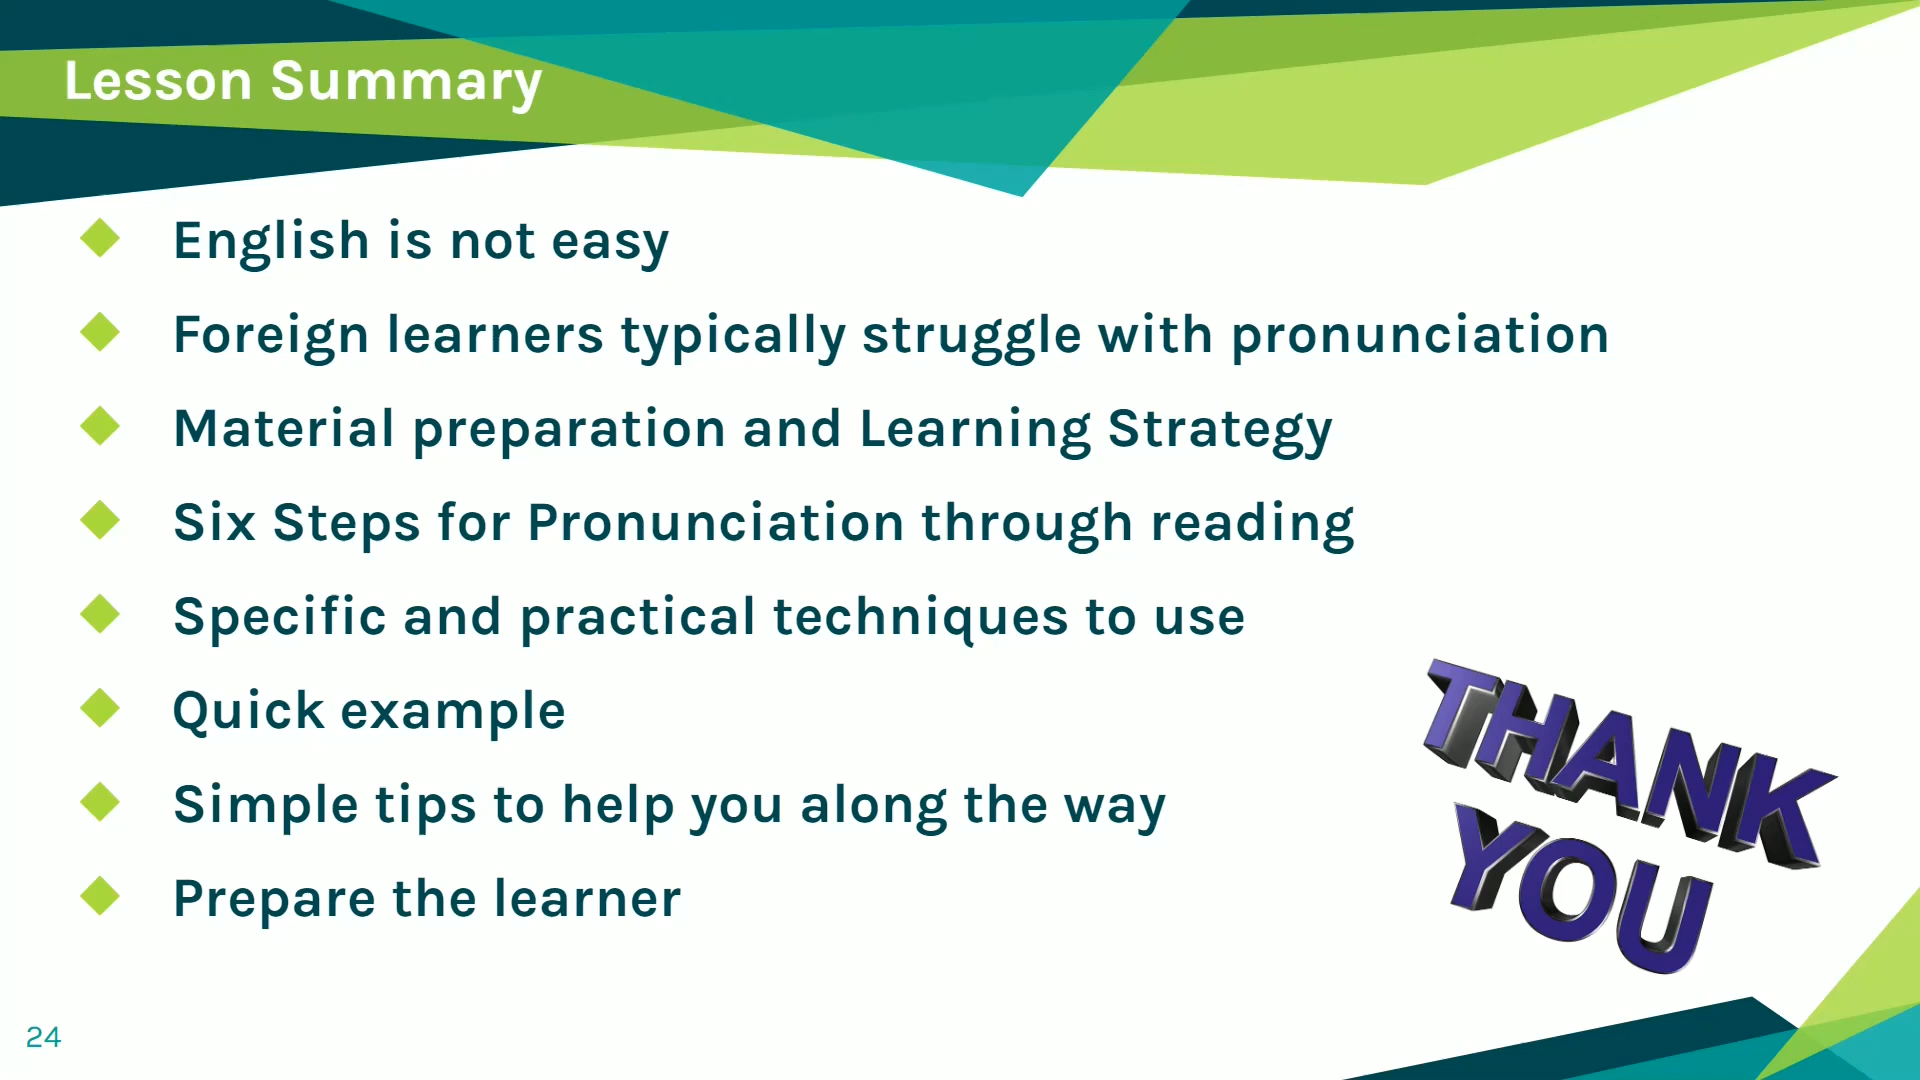 Lesson Summary
English is not easy
Foreign learners typically struggle with pronunciation
Material preparation and Learning Strategy
Six Steps for Pronunciation through reading
Specific and practical techniques to use
Quick example
Simple tips to help you along the way
Prepare the learner
THANK
YOU
24